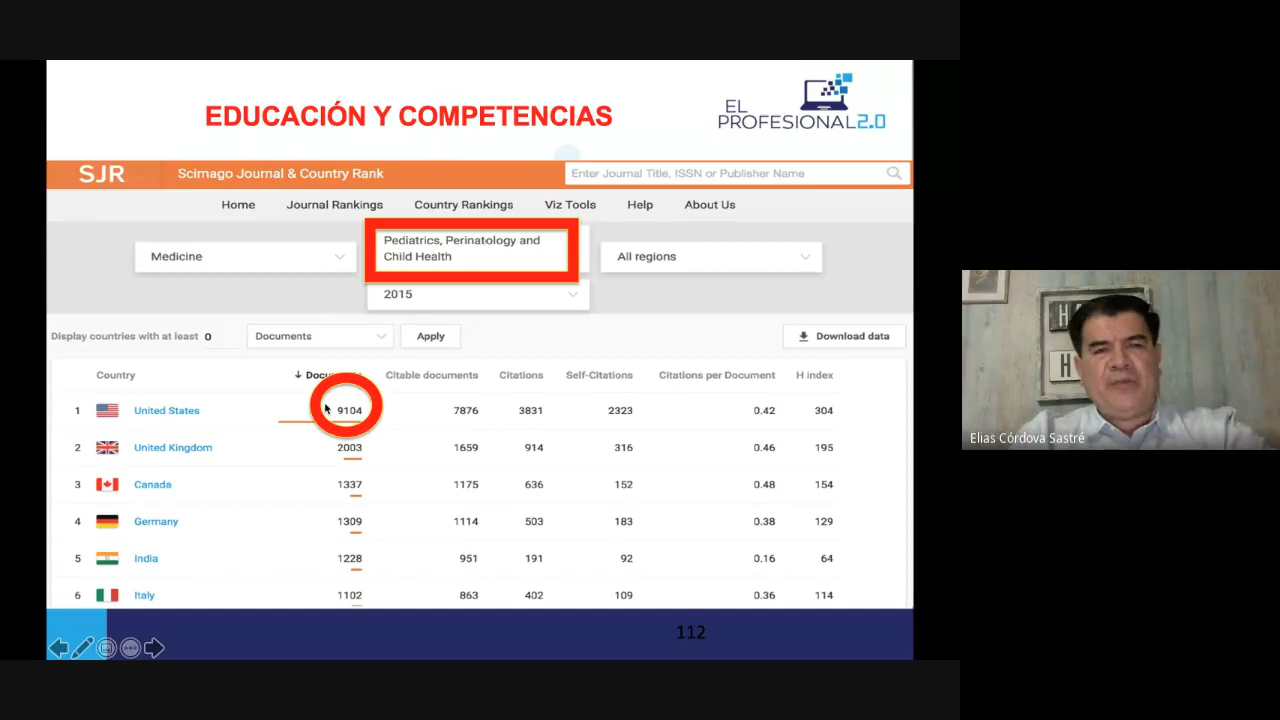 EDUCACIÓN Y COMPETENCIAS
EL
PROFESIONAL2.0
SJR Scimago Journal & Country Rank Enter Journal Title, ISSN or Publisher Name
Home Journal Rankings Country Rankings Viz Tools Help About Us
Medicine
Pediatrics, Perinatology and
Child Health
All regions
2015
Display countries with at least 0 Documents Apply Download data
Country Citable documents Citations Self-Citations Citations per Document H index
1 United States 9104 7876 3831 2323 0.42 304
2 United Kingdom 2003 1659 914 316 0.46 195
3 Canada 1337 1175 636 152 0.48 154
4 Germany 1309 1114 503 183 0.38 129
5 India 1228 951 191 92 0.16 64
6 Italy 1102 863 402 109 0.36 114
112
Elias Córdova Sastré